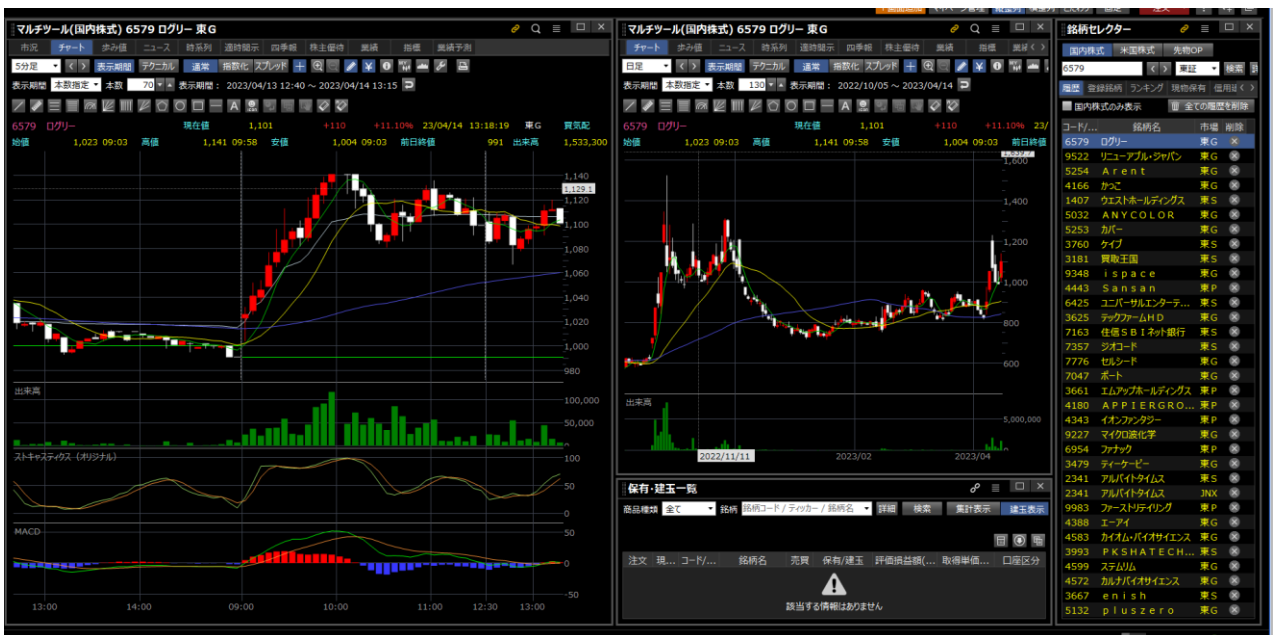 マルチツール(国内株式) 6579 ログリー 東G
市況 チャート 歩み値 ニュース 時系列 適時開示 四季報 株主優待 業績 指標 業績予測
5分足 表示期間 テクニカル 通常 指数化 スプレッド
表示期間 本数指定 本数 70 表示期間： 2023/04/13 12:40 ～ 2023/04/14 13:15
6579 ログリー 現在値 1,101 +110 +11.10% 23/04/14 13:18:19 東G 買気配
始値 1,023 09:03 高値 1,141 09:58 安値 1,004 09:03 前日終値 991 出来高 1,533,300
1,140
1,129.1
1,120
1,100
1,080
1,060
1,040
1,020
1,000
980
出来高
100,000
50,000
ストキャスティクス (オリジナル)
100
50
0
MACD
50
0
-50
13:00 14:00 09:00 10:00 11:00 12:30 13:00
マルチツール(国内株式) 6579 ログリー 東G
チャート 歩み値 ニュース 時系列 適時開示 四季報 株主優待 業績 指標
日足 表示期間 テクニカル 通常 指数化 スプレッド
表示期間 本数指定 本数 130 表示期間： 2022/10/05 ～ 2023/04/14
6579 ログリー 現在値 1,101 +110 +11.10% 23/
始値 1,023 09:03 高値 1,141 09:58 安値 1,004 09:03 前日終値
1,600
1,400
1,200
1,000
800
600
出来高
5,000,000
2022/11/11 2023/02 2023/04
保有・建玉一覧
商品種類 全て 銘柄 銘柄コード / ティッカー / 銘柄名 詳細 検索 集計表示 建玉表示
注文 現... コード/... 銘柄名 売買 保有/建玉 評価損益額(... 取得単価... 口座区分
該当する情報はありません
銘柄セレクター
国内株式 米国株式 先物OP
6579 東証 検索
履歴 登録銘柄 ランキング 現物保有
国内株式のみ表示 全ての履歴を削除
コード/... 銘柄名 市場 削除
6579 ログリー 東G
9522 リニューアブル・ジャパン 東G
5254 Ａｒｅｎｔ 東G
4166 かっこ 東G
1407 ウエストホールディングス 東S
5032 ＡＮＹＣＯＬＯＲ 東G
5253 カバー 東G
3760 ケイブ 東S
3181 買取王国 東S
9348 ｉｓｐａｃｅ 東G
4443 Ｓａｎｓａｎ 東P
6425 ユニバーサルエンターテ... 東S
3625 テックファームＨＤ 東G
7163 住信ＳＢＩネット銀行 東S
7357 ジオコード 東S
7776 セルシード 東G
7047 ポート 東G
3661 エムアップホールディングス 東P
4180 ＡＰＰＩＥＲＧＲＯ... 東P
4343 イオンファンタジー 東P
9227 マイクロ波化学 東G
6954 ファナック 東P
3479 ティーケーピー 東G
2341 アルバイトタイムス 東S
2341 アルバイトタイムス JNX
9983 ファーストリテイリング 東P
4388 エーアイ 東G
4583 カイオム・バイオサイエンス 東G
3993 ＰＫＳＨＡＴＥＣＨ... 東S
4599 ステムリム 東G
4572 カルナバイオサイエンス 東G
3667 ｅｎｉｓｈ 東S
5132 ｐｌｕｓｚｅｒｏ 東G